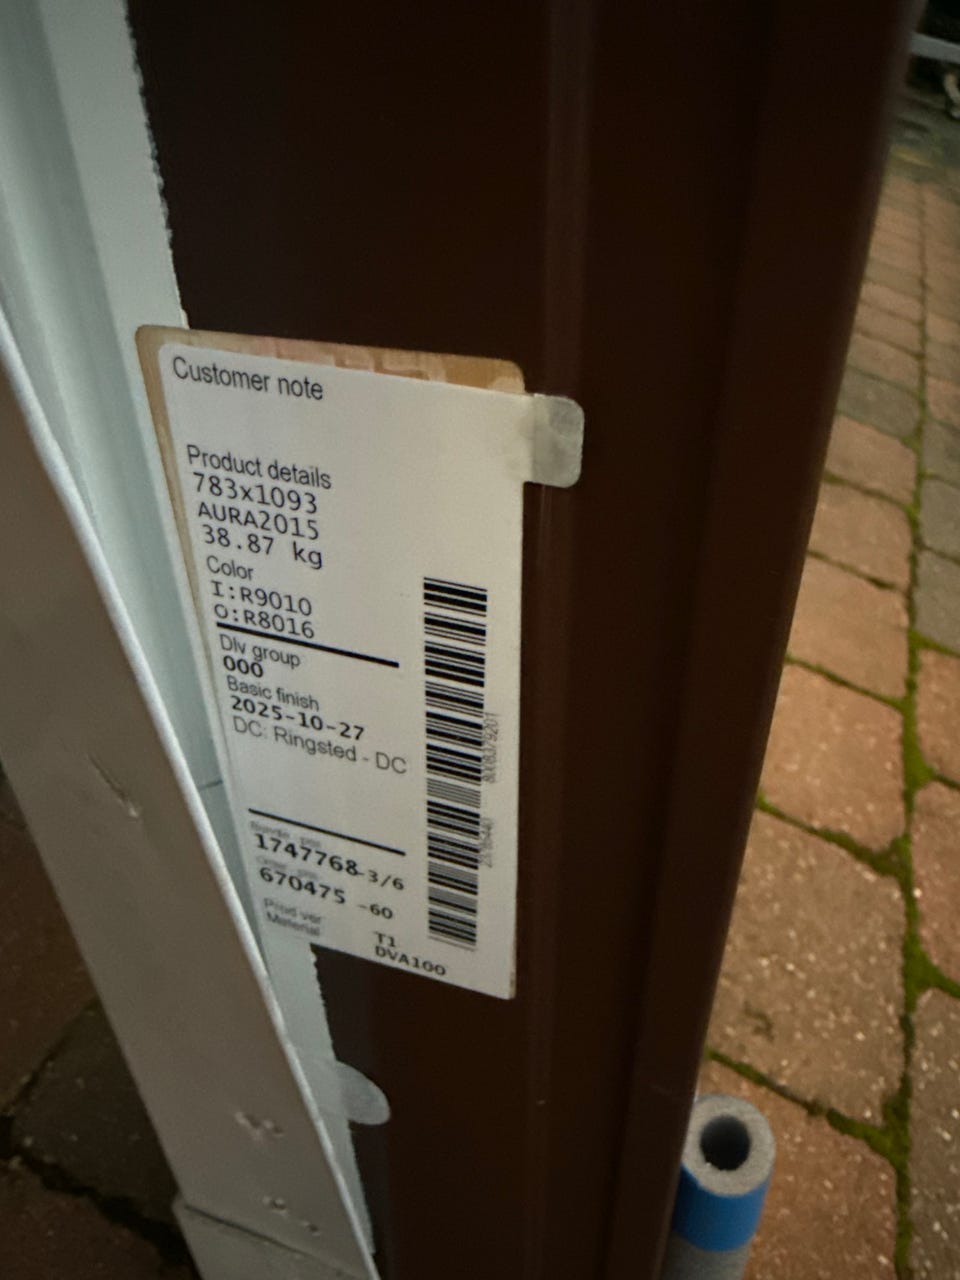 Customer note
Product details
783x1093
AURA2015
38.87 kg
Color
I:R9010
O:R8016
Dlv group
000
Basic finish
2025-10-27
DC: Ringsted - DC
1747768-3/6
670475 -60
Prod ver T1
Material DVA100